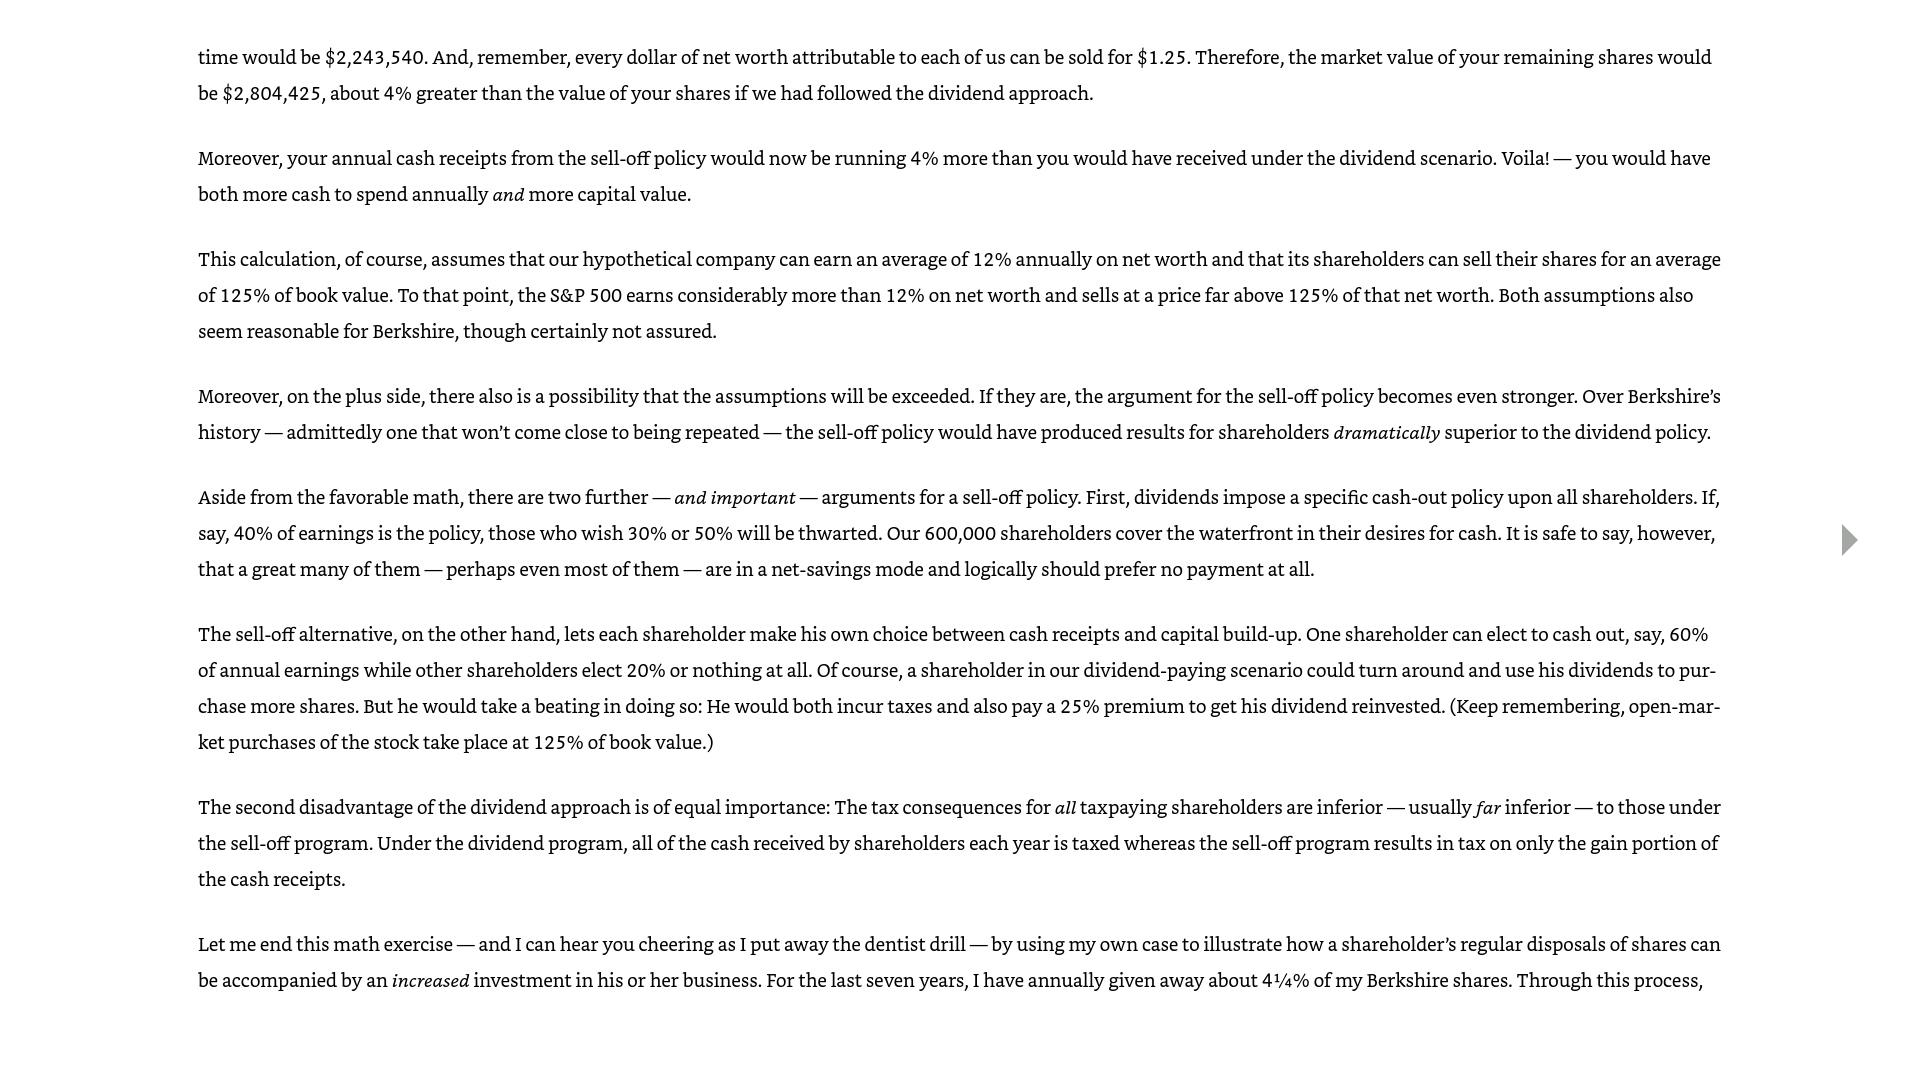 time would be $2,243,540. And, remember, every dollar of net worth attributable to each of us can be sold for $1.25. Therefore, the market value of your remaining shares would
be $2,804,425, about 4% greater than the value of your shares if we had followed the dividend approach.
Moreover, your annual cash receipts from the sell-off policy would now be running 4% more than you would have received under the dividend scenario. Voila! — you would have
both more cash to spend annually and more capital value.
This calculation, of course, assumes that our hypothetical company can earn an average of 12% annually on net worth and that its shareholders can sell their shares for an average
of 125% of book value. To that point, the S&P 500 earns considerably more than 12% on net worth and sells at a price far above 125% of that net worth. Both assumptions also
seem reasonable for Berkshire, though certainly not assured.
Moreover, on the plus side, there also is a possibility that the assumptions will be exceeded. If they are, the argument for the sell-off policy becomes even stronger. Over Berkshire’s
history — admittedly one that won’t come close to being repeated — the sell-off policy would have produced results for shareholders dramatically superior to the dividend policy.
Aside from the favorable math, there are two further — and important — arguments for a sell-off policy. First, dividends impose a specific cash-out policy upon all shareholders. If,
say, 40% of earnings is the policy, those who wish 30% or 50% will be thwarted. Our 600,000 shareholders cover the waterfront in their desires for cash. It is safe to say, however,
that a great many of them — perhaps even most of them — are in a net-savings mode and logically should prefer no payment at all.
The sell-off alternative, on the other hand, lets each shareholder make his own choice between cash receipts and capital build-up. One shareholder can elect to cash out, say, 60%
of annual earnings while other shareholders elect 20% or nothing at all. Of course, a shareholder in our dividend-paying scenario could turn around and use his dividends to pur-
chase more shares. But he would take a beating in doing so: He would both incur taxes and also pay a 25% premium to get his dividend reinvested. (Keep remembering, open-mar-
ket purchases of the stock take place at 125% of book value.)
The second disadvantage of the dividend approach is of equal importance: The tax consequences for all taxpaying shareholders are inferior — usually far inferior — to those under
the sell-off program. Under the dividend program, all of the cash received by shareholders each year is taxed whereas the sell-off program results in tax on only the gain portion of
the cash receipts.
Let me end this math exercise — and I can hear you cheering as I put away the dentist drill — by using my own case to illustrate how a shareholder’s regular disposals of shares can
be accompanied by an increased investment in his or her business. For the last seven years, I have annually given away about 4¼% of my Berkshire shares. Through this process,